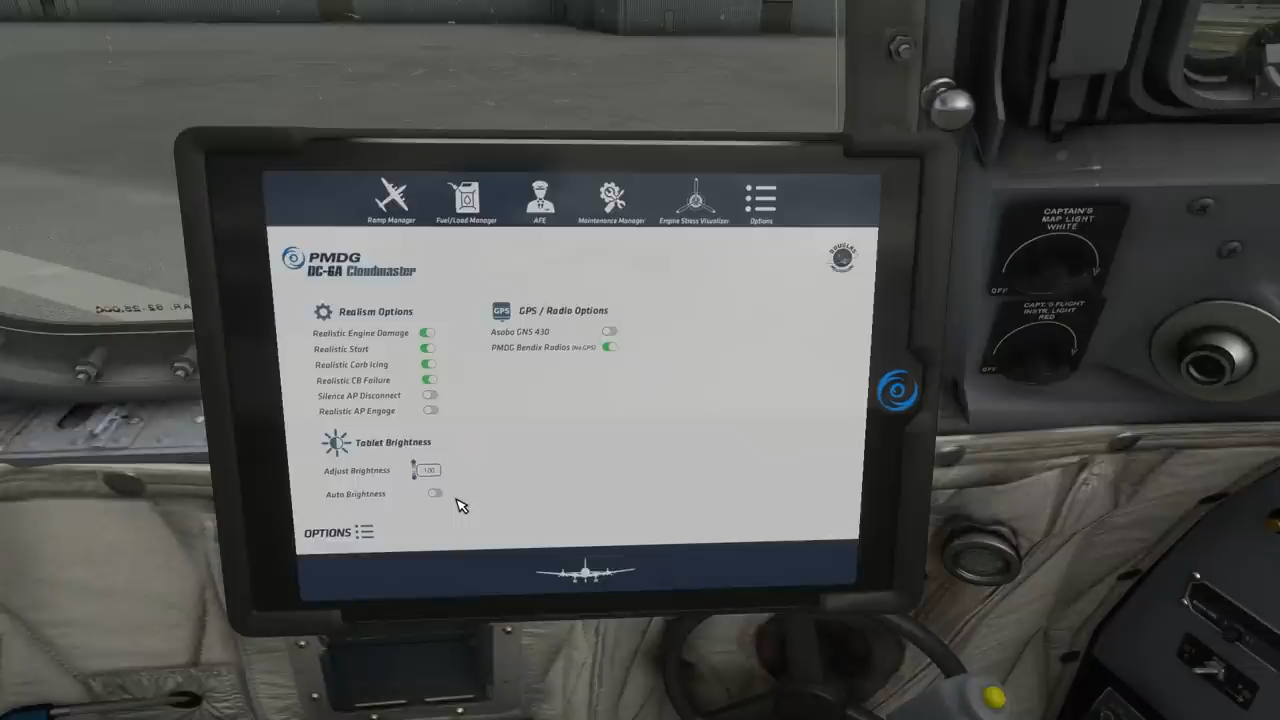 Ramp Manager
Fuel/Load Manager
AFE
Maintenance Manager
Engine Stress Visualizer
Options
PMDG
DC-6A Cloudmaster
DOUGLAS
Realism Options
Realistic Engine Damage
Realistic Start
Realistic Carb Icing
Realistic CB Failure
Silence AP Disconnect
Realistic AP Engage
GPS GPS / Radio Options
Asobo GNS 430
PMDG Bendix Radios (No GPS)
Tablet Brightness
Adjust Brightness 100
Auto Brightness
OPTIONS
CAPTAIN'S
MAP LIGHT
WHITE
OFF
CAPT.'S FLIGHT
INSTR. LIGHT
RED
OFF